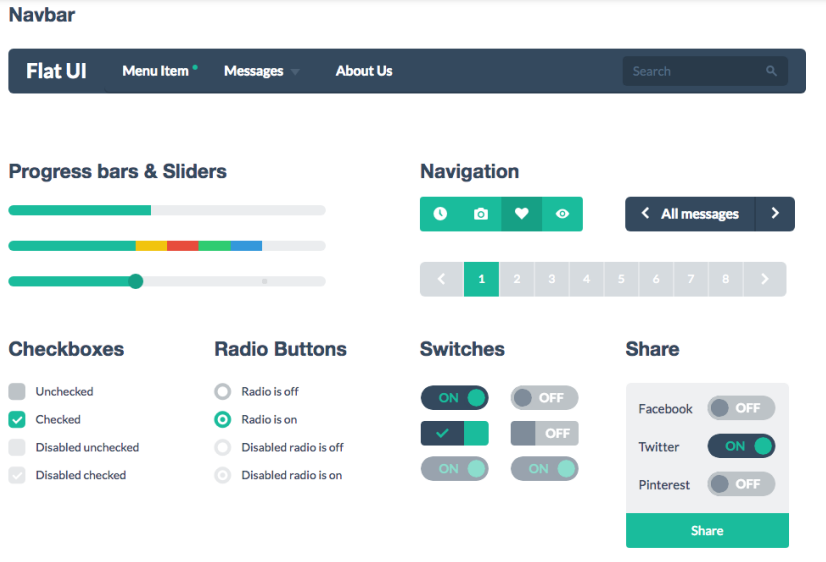 Navbar
Flat UI Menu Item Messages About Us Search
Progress bars & Sliders
Navigation
All messages
1 2 3 4 5 6 7 8
Checkboxes
Unchecked
Checked
Disabled unchecked
Disabled checked
Radio Buttons
Radio is off
Radio is on
Disabled radio is off
Disabled radio is on
Switches
ON OFF
OFF
ON ON
Share
Facebook OFF
Twitter ON
Pinterest OFF
Share